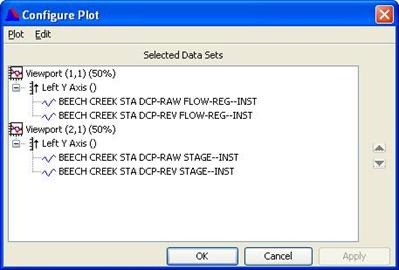 Configure Plot
Plot Edit
Selected Data Sets
Viewport (1,1) (50%)
Left Y Axis ()
BEECH CREEK STA DCP-RAW FLOW-REG--INST
BEECH CREEK STA DCP-REV FLOW-REG--INST
Viewport (2,1) (50%)
Left Y Axis ()
BEECH CREEK STA DCP-RAW STAGE--INST
BEECH CREEK STA DCP-REV STAGE--INST
OK Cancel Apply